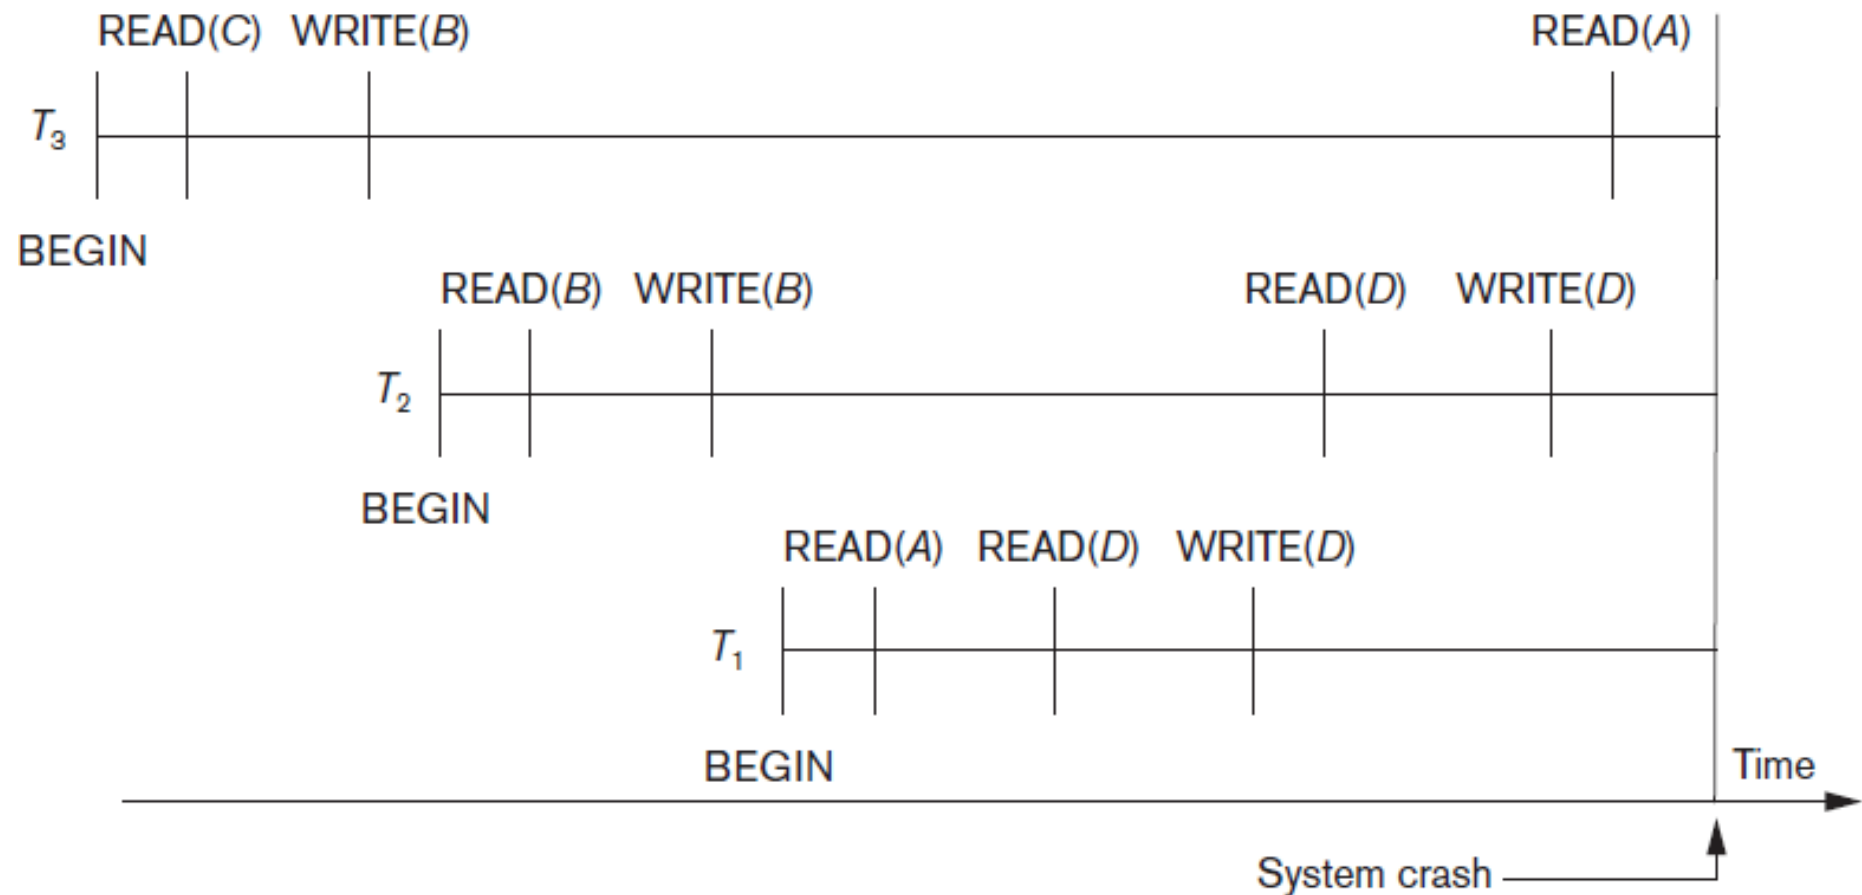 READ(C) WRITE(B) READ(A)
T₃
BEGIN
READ(B) WRITE(B) READ(D) WRITE(D)
T₂
BEGIN
READ(A) READ(D) WRITE(D)
T₁
BEGIN
Time
System crash